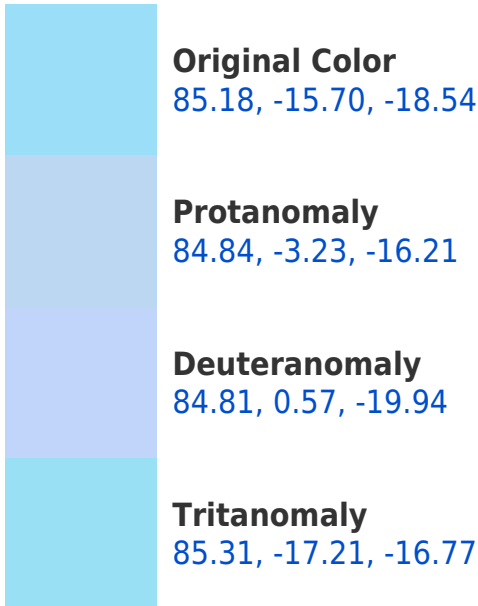 Original Color
85.18, -15.70, -18.54
Protanomaly
84.84, -3.23, -16.21
Deuteranomaly
84.81, 0.57, -19.94
Tritanomaly
85.31, -17.21, -16.77